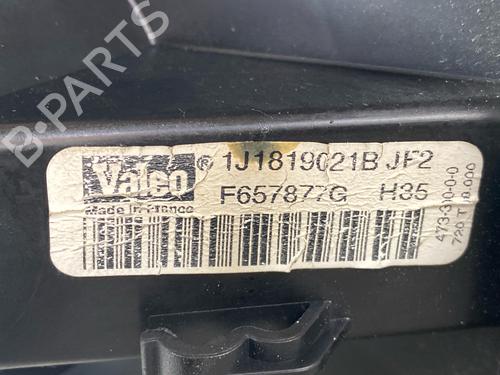 B-PARTS
Valeo ® 1J1819021B JF2
Made in France F657877G H35